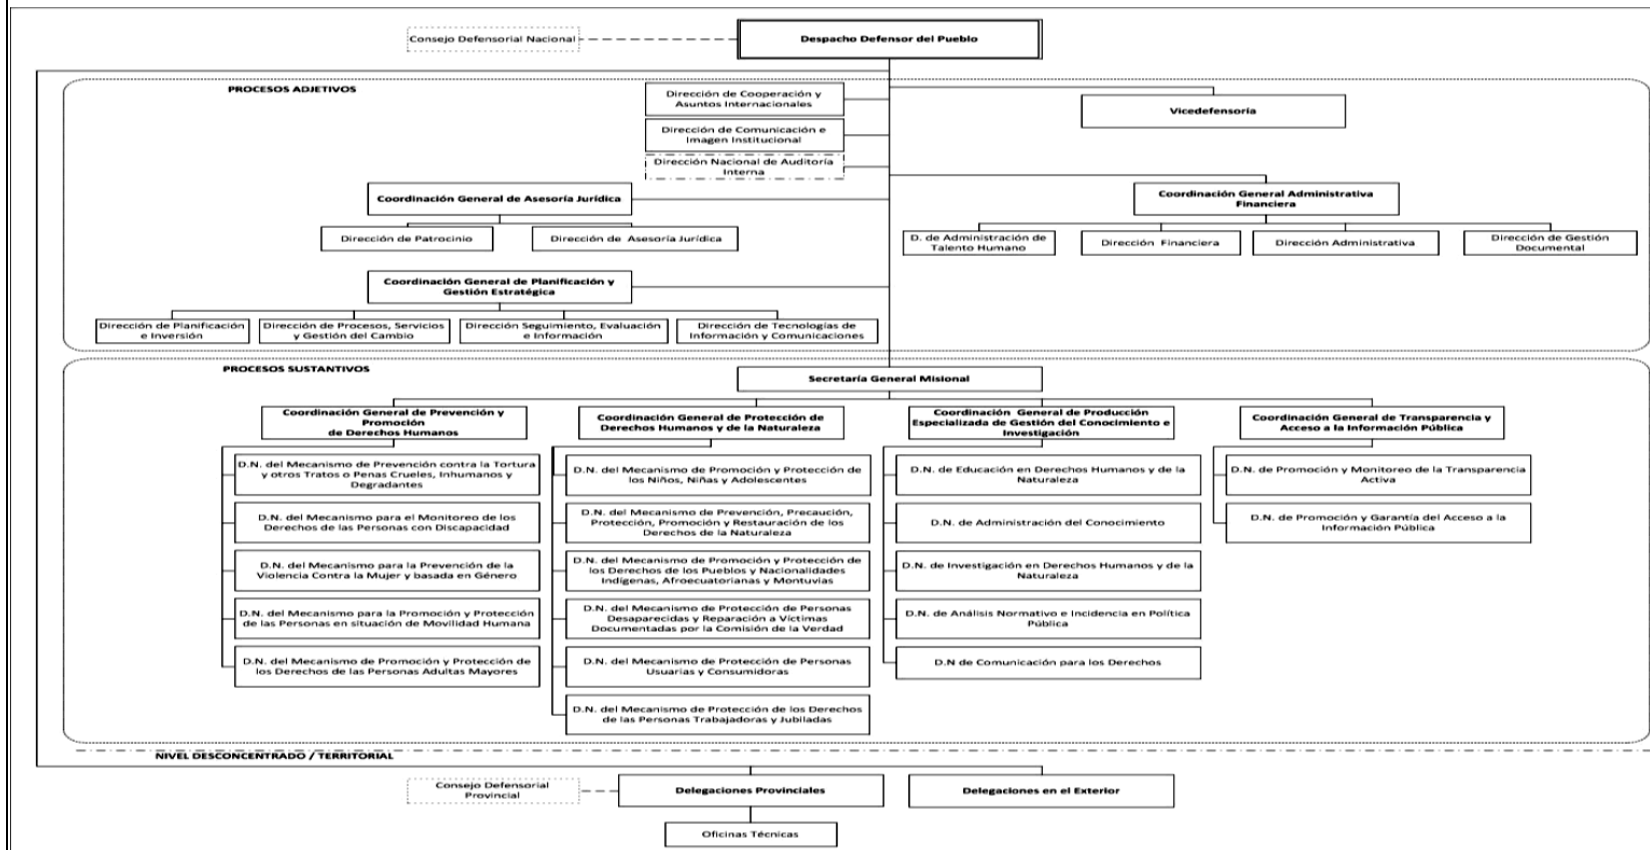 Consejo Defensorial Nacional
Despacho Defensor del Pueblo
PROCESOS ADJETIVOS
Dirección de Cooperación y
Asuntos Internacionales
Vicedefensoría
Dirección de Comunicación e
Imagen Institucional
Dirección Nacional de Auditoría
Interna
Coordinación General de Asesoría Jurídica
Coordinación General Administrativa
Financiera
Dirección de Patrocinio
Dirección de Asesoría Jurídica
D. de Administración de
Talento Humano
Dirección Financiera
Dirección Administrativa
Dirección de Gestión
Documental
Coordinación General de Planificación y
Gestión Estratégica
Dirección de Planificación
e Inversión
Dirección de Procesos, Servicios
y Gestión del Cambio
Dirección Seguimiento, Evaluación
e Información
Dirección de Tecnologías de
Información y Comunicaciones
PROCESOS SUSTANTIVOS
Secretaría General Misional
Coordinación General de Prevención y
Promoción
de Derechos Humanos
Coordinación General de Protección de
Derechos Humanos y de la Naturaleza
Coordinación General de Producción
Especializada de Gestión del Conocimiento e
Investigación
Coordinación General de Transparencia y
Acceso a la Información Pública
D.N. del Mecanismo de Prevención contra la Tortura
y otros Tratos o Penas Crueles, Inhumanos y
Degradantes
D.N. del Mecanismo para el Monitoreo de los
Derechos de las Personas con Discapacidad
D.N. del Mecanismo para la Prevención de la
Violencia Contra la Mujer y basada en Género
D.N. del Mecanismo para la Promoción y Protección
de las Personas en situación de Movilidad Humana
D.N. del Mecanismo de Promoción y Protección de
los Derechos de las Personas Adultas Mayores
D.N. del Mecanismo de Promoción y Protección de
los Niños, Niñas y Adolescentes
D.N. del Mecanismo de Prevención, Precaución,
Protección, Promoción y Restauración de los
Derechos de la Naturaleza
D.N. del Mecanismo de Promoción y Protección de
los Derechos de los Pueblos y Nacionalidades
Indígenas, Afroecuatorianas y Montuvias
D.N. del Mecanismo de Protección de Personas
Desaparecidas y Reparación a Víctimas
Documentadas por la Comisión de la Verdad
D.N. del Mecanismo de Protección de Personas
Usuarias y Consumidoras
D.N. del Mecanismo de Protección de los Derechos
de las Personas Trabajadoras y Jubiladas
D.N. de Educación en Derechos Humanos y de la
Naturaleza
D.N. de Administración del Conocimiento
D.N. de Investigación en Derechos Humanos y de la
Naturaleza
D.N. de Análisis Normativo e Incidencia en Política
Pública
D.N de Comunicación para los Derechos
D.N. de Promoción y Monitoreo de la Transparencia
Activa
D.N. de Promoción y Garantía del Acceso a la
Información Pública
NIVEL DESCONCENTRADO / TERRITORIAL
Consejo Defensorial
Provincial
Delegaciones Provinciales
Delegaciones en el Exterior
Oficinas Técnicas